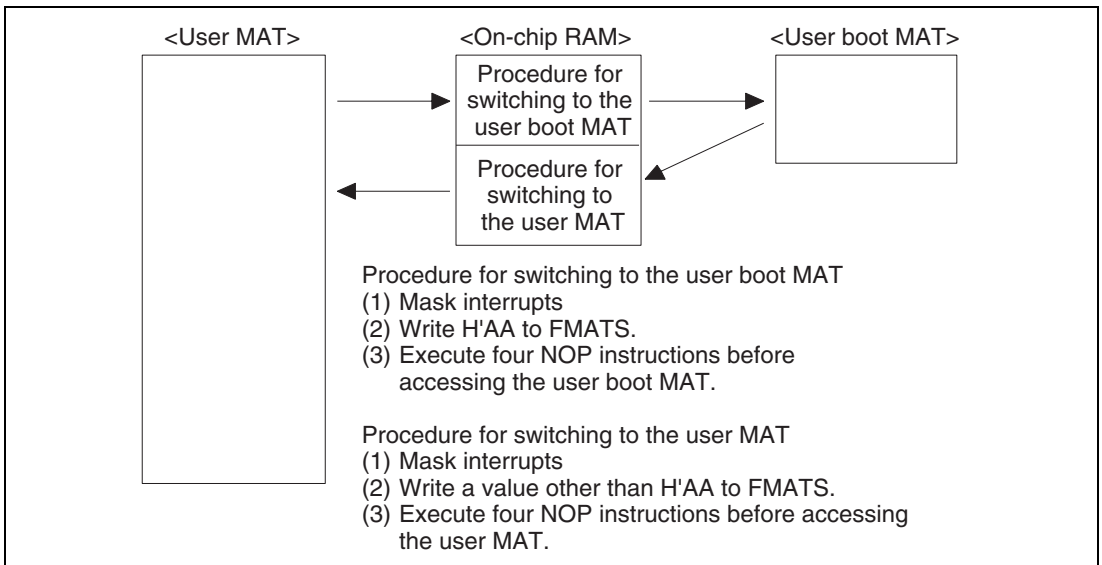 <User MAT>
<On-chip RAM>
<User boot MAT>
Procedure for
switching to the
user boot MAT
Procedure for
switching to
the user MAT
Procedure for switching to the user boot MAT
(1) Mask interrupts
(2) Write H'AA to FMATS.
(3) Execute four NOP instructions before
accessing the user boot MAT.
Procedure for switching to the user MAT
(1) Mask interrupts
(2) Write a value other than H'AA to FMATS.
(3) Execute four NOP instructions before accessing
the user MAT.